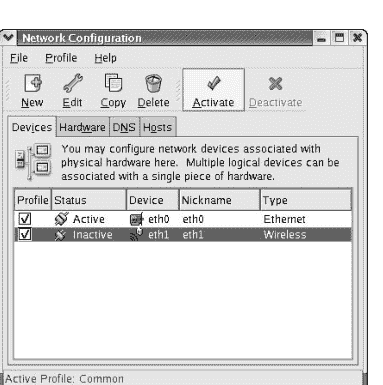 Network Configuration
File Profile Help
New Edit Copy Delete Activate Deactivate
Devices Hardware DNS Hosts
You may configure network devices associated with
physical hardware here. Multiple logical devices can be
associated with a single piece of hardware.
Profile Status Device Nickname Type
Active eth0 eth0 Ethernet
Inactive eth1 eth1 Wireless
Active Profile: Common